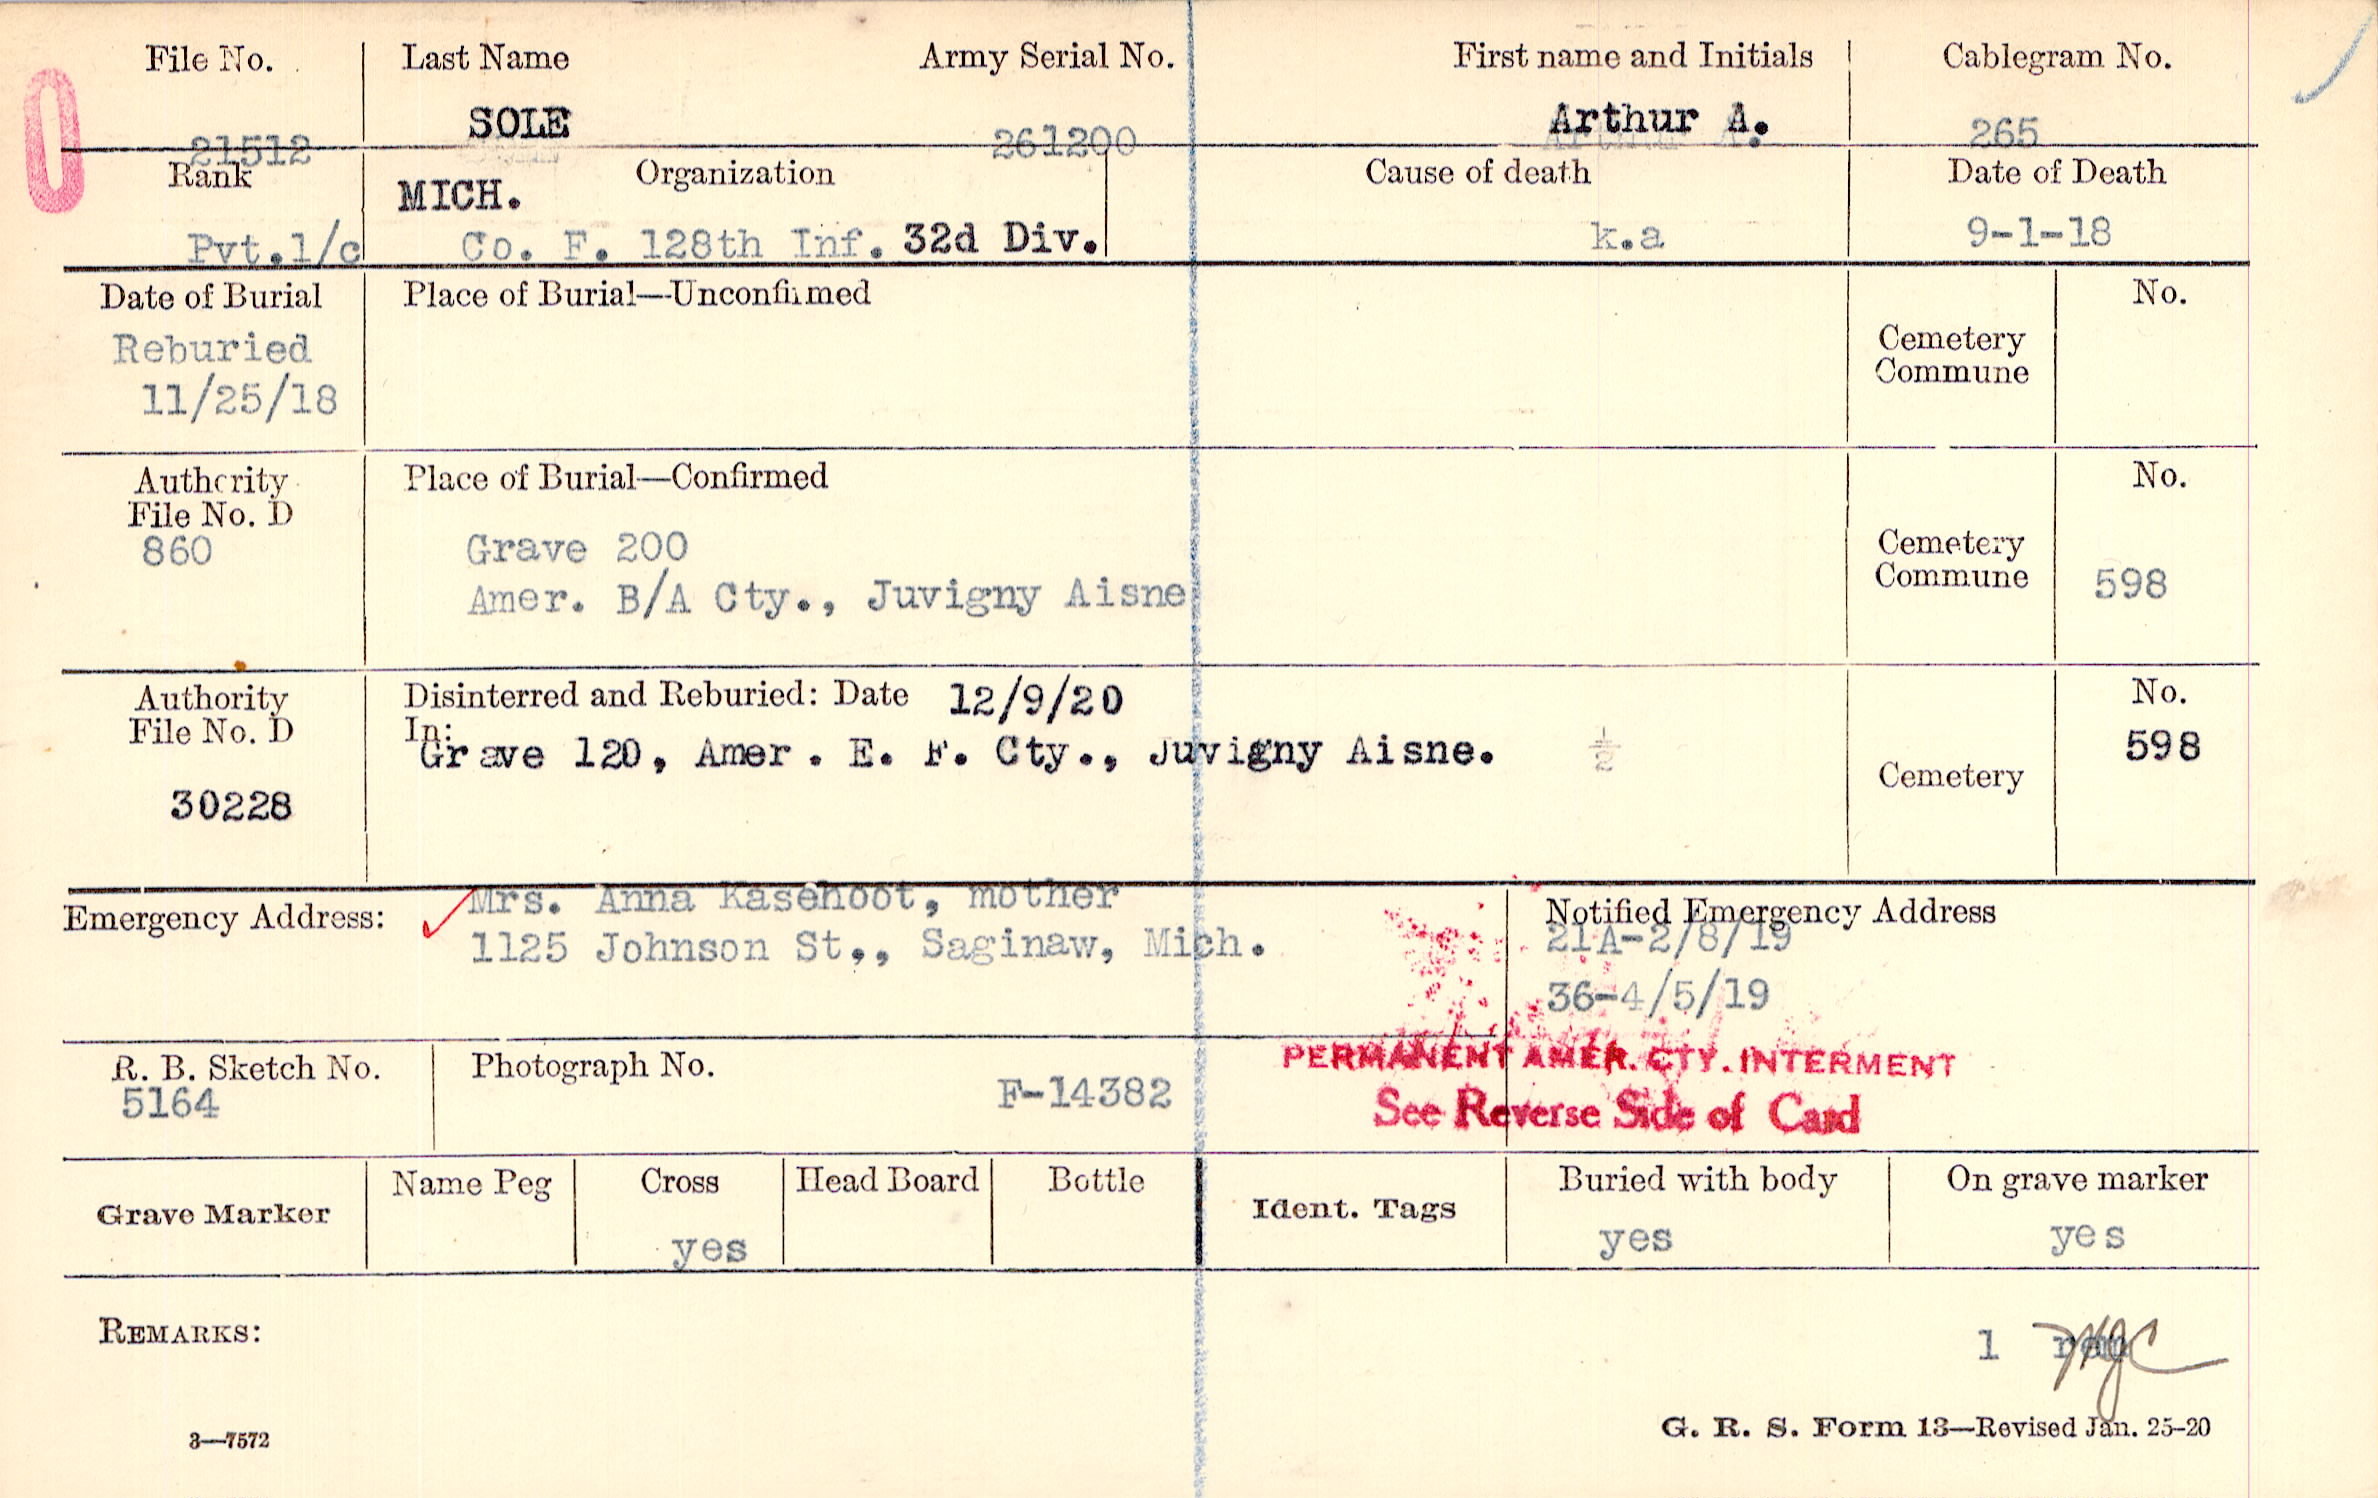 File No. Last Name Army Serial No. First name and Initials Cablegram No.
21512 SOLE 261200 Arthur A. 265
Rank Organization Cause of death Date of Death
MICH.
Pvt.1/c Co. F. 128th Inf. 32d Div. k.a 9-1-18
Date of Burial Place of Burial—Unconfirmed No.
Reburied
11/25/18
Cemetery
Commune
Authority Place of Burial—Confirmed No.
File No. D
860 Grave 200
Amer. B/A Cty., Juvigny Aisne
Cemetery
Commune 598
Authority Disinterred and Reburied: Date 12/9/20 No.
File No. D In:
Grave 120, Amer. E. F. Cty., Juvigny Aisne. 1/2 598
Cemetery
30228
Emergency Address: Mrs. Anna Kasehoot, mother
1125 Johnson St., Saginaw, Mich.
Notified Emergency Address
21A-2/8/19
36-4/5/19
R. B. Sketch No. Photograph No.
5164 F-14382
PERMANENT AMER. CTY. INTERMENT
See Reverse Side of Card
Grave Marker Name Peg Cross Head Board Bottle Ident. Tags Buried with body On grave marker
yes yes yes
REMARKS:
1
3—7572
G. R. S. Form 13—Revised Jan. 25-20